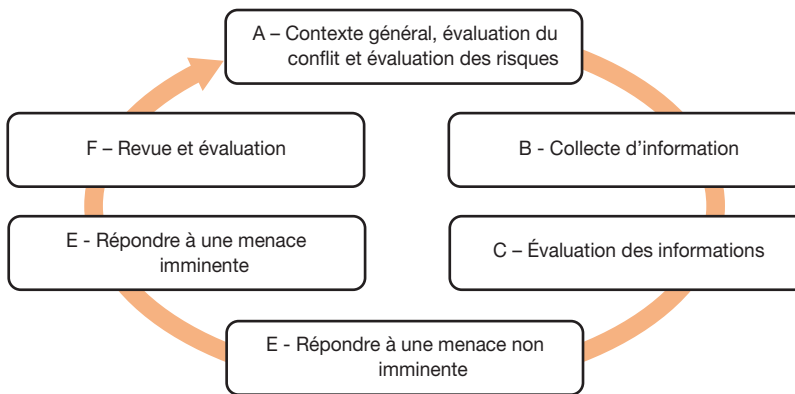 A – Contexte général, évaluation du
conflit et évaluation des risques
F – Revue et évaluation
B - Collecte d’information
E - Répondre à une menace
imminente
C – Évaluation des informations
E - Répondre à une menace non
imminente